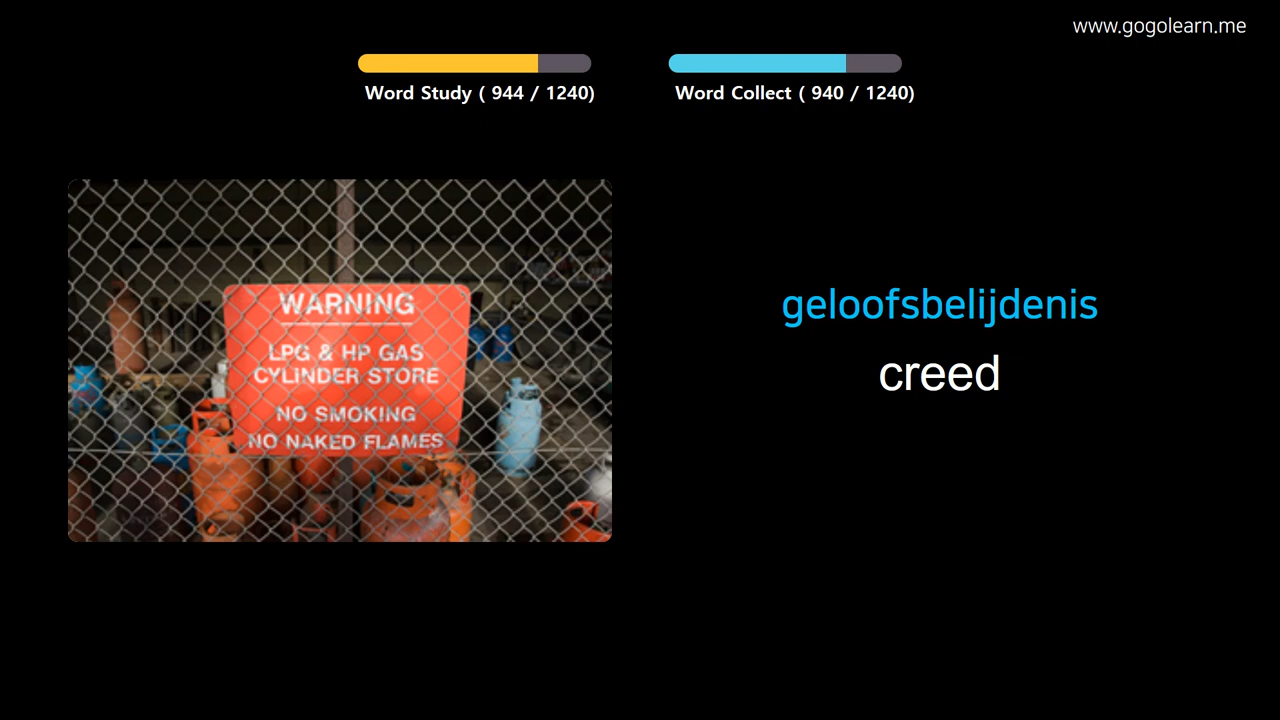 www.gogolearn.me
Word Study ( 944 / 1240)
Word Collect ( 940 / 1240)
WARNING
LPG & HP GAS
CYLINDER STORE
NO SMOKING
NO NAKED FLAMES
geloofsbelijdenis
creed